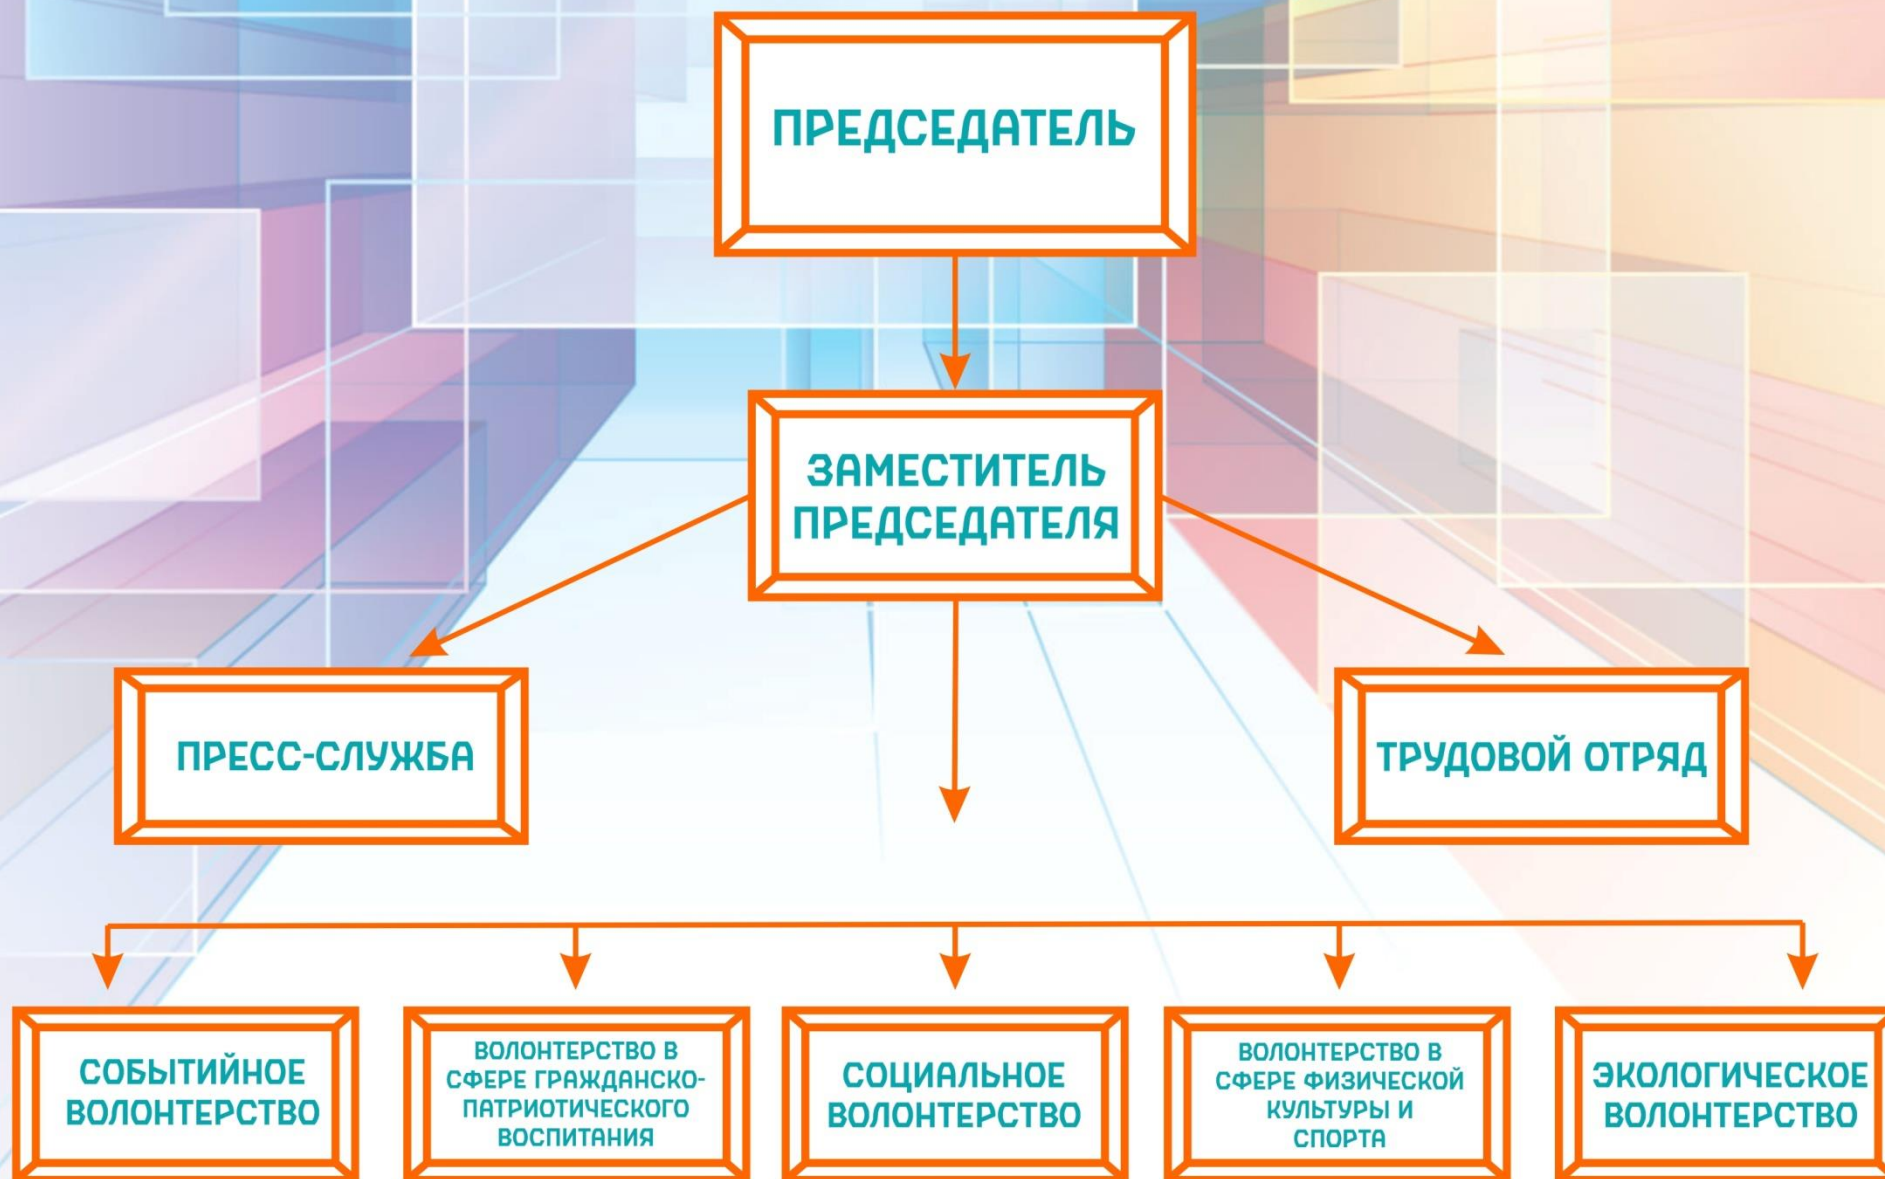 ПРЕДСЕДАТЕЛЬ
ЗАМЕСТИТЕЛЬ
ПРЕДСЕДАТЕЛЯ
ПРЕСС-СЛУЖБА
ТРУДОВОЙ ОТРЯД
СОБЫТИЙНОЕ
ВОЛОНТЕРСТВО
ВОЛОНТЕРСТВО В
СФЕРЕ ГРАЖДАНСКО-
ПАТРИОТИЧЕСКОГО
ВОСПИТАНИЯ
СОЦИАЛЬНОЕ
ВОЛОНТЕРСТВО
ВОЛОНТЕРСТВО В
СФЕРЕ ФИЗИЧЕСКОЙ
КУЛЬТУРЫ И
СПОРТА
ЭКОЛОГИЧЕСКОЕ
ВОЛОНТЕРСТВО